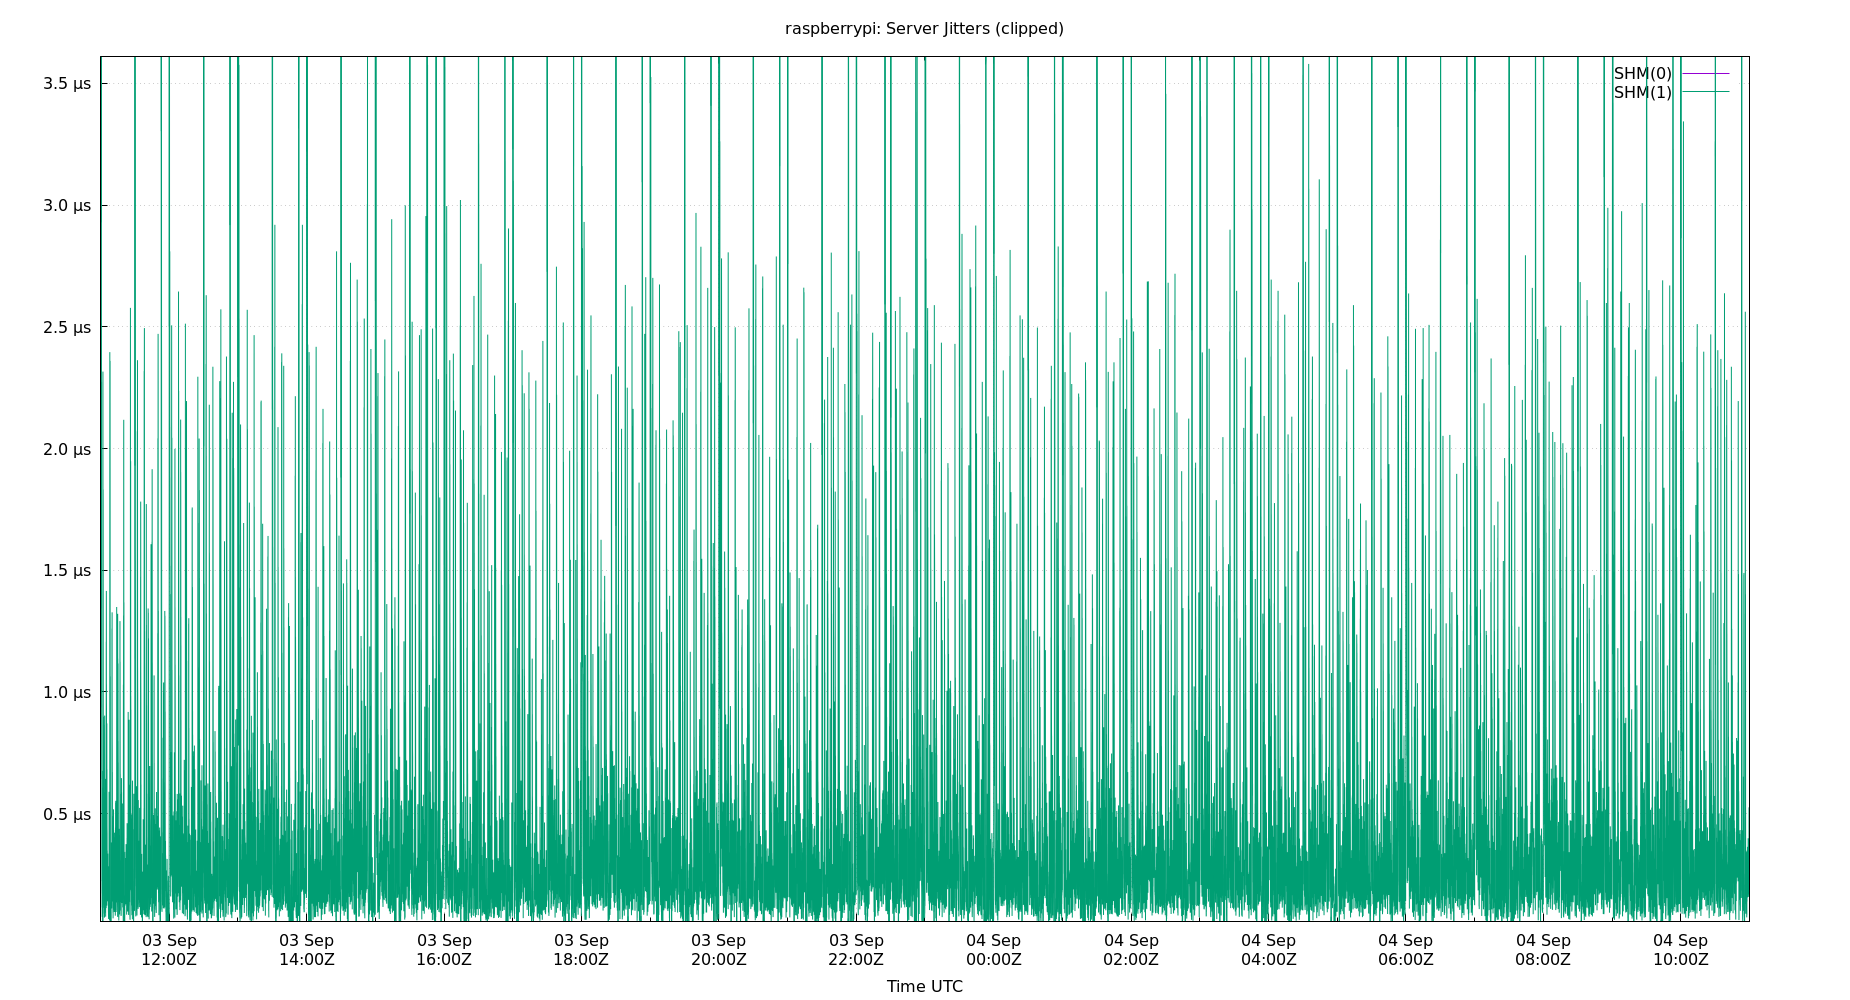 raspberrypi: Server Jitters (clipped)
3.5 µs
3.0 µs
2.5 µs
2.0 µs
1.5 µs
1.0 µs
0.5 µs
SHM(0)
SHM(1)
03 Sep 03 Sep 03 Sep 03 Sep 03 Sep 03 Sep 04 Sep 04 Sep 04 Sep 04 Sep 04 Sep 04 Sep
12:00Z 14:00Z 16:00Z 18:00Z 20:00Z 22:00Z 00:00Z 02:00Z 04:00Z 06:00Z 08:00Z 10:00Z
Time UTC